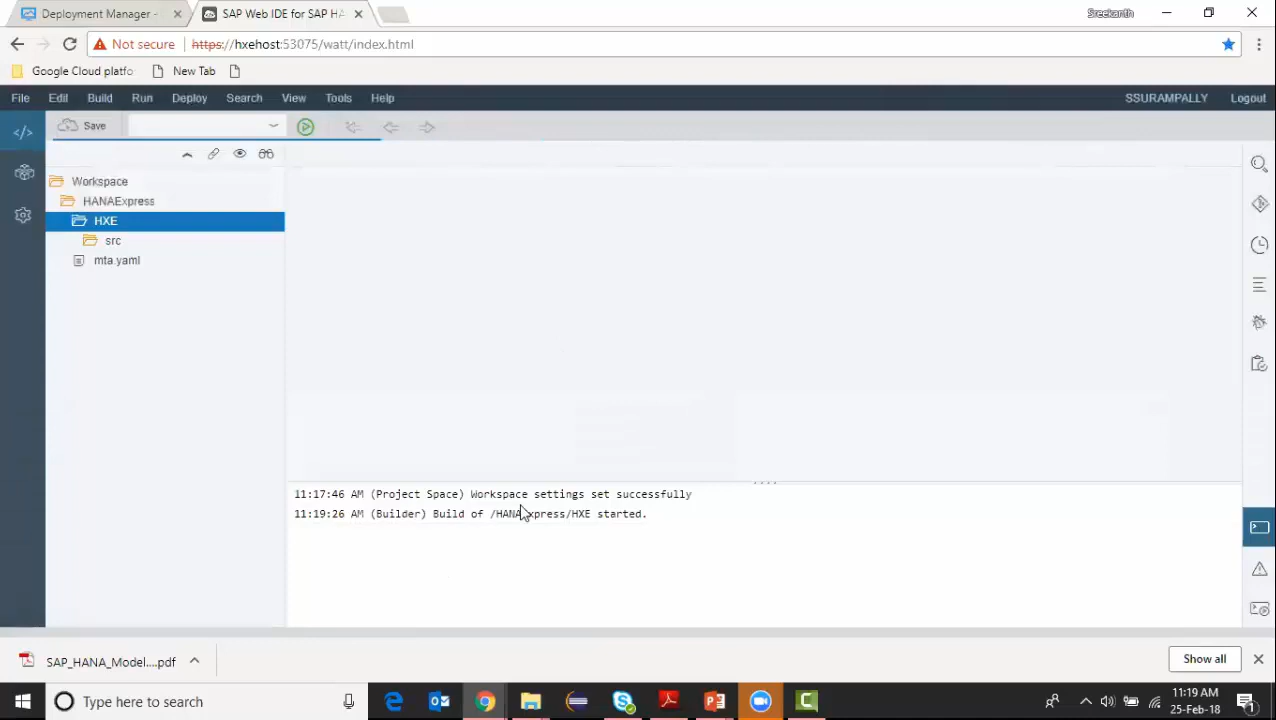 Deployment Manager -
SAP Web IDE for SAP HA
Sreekanth
Not secure
https://hxehost:53075/watt/index.html
Google Cloud platfo
New Tab
File Edit Build Run Deploy Search View Tools Help
SSURAMPALLY Logout
Save
Workspace
HANAExpress
HXE
src
mta.yaml
11:17:46 AM (Project Space) Workspace settings set successfully
11:19:26 AM (Builder) Build of /HANAExpress/HXE started.
SAP_HANA_Model....pdf
Show all
Type here to search
11:19 AM
25-Feb-18
1